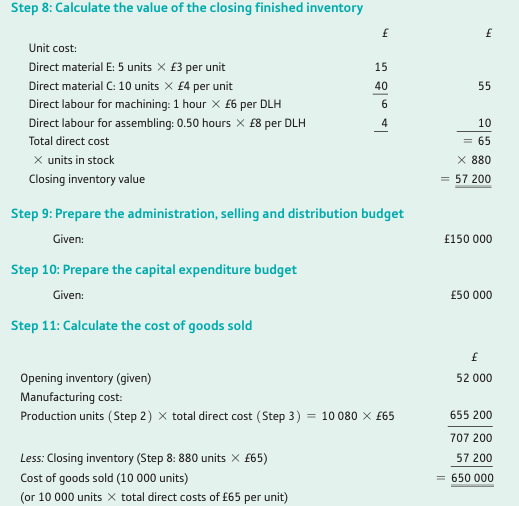 Step 8: Calculate the value of the closing finished inventory
£ £
Unit cost:
Direct material E: 5 units × £3 per unit 15
Direct material C: 10 units × £4 per unit 40 55
Direct labour for machining: 1 hour × £6 per DLH 6
Direct labour for assembling: 0.50 hours × £8 per DLH 4 10
Total direct cost = 65
× units in stock × 880
Closing inventory value = 57 200
Step 9: Prepare the administration, selling and distribution budget
Given: £150 000
Step 10: Prepare the capital expenditure budget
Given: £50 000
Step 11: Calculate the cost of goods sold
£
Opening inventory (given) 52 000
Manufacturing cost:
Production units (Step 2) × total direct cost (Step 3) = 10 080 × £65 655 200
707 200
Less: Closing inventory (Step 8: 880 units × £65) 57 200
Cost of goods sold (10 000 units) = 650 000
(or 10 000 units × total direct costs of £65 per unit)